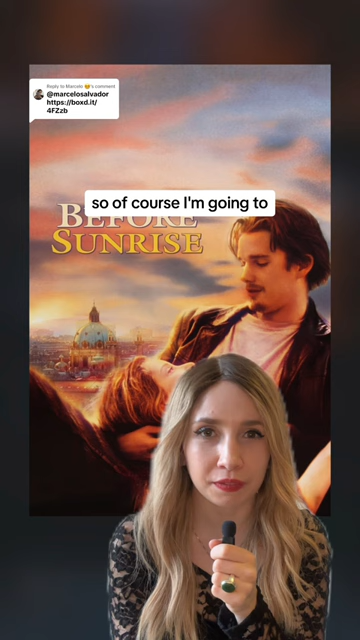 Reply to Marcelo 😍's comment
@marcelosalvador
https://boxd.it/
4FZzb
so of course I'm going to
BEFORE
SUNRISE